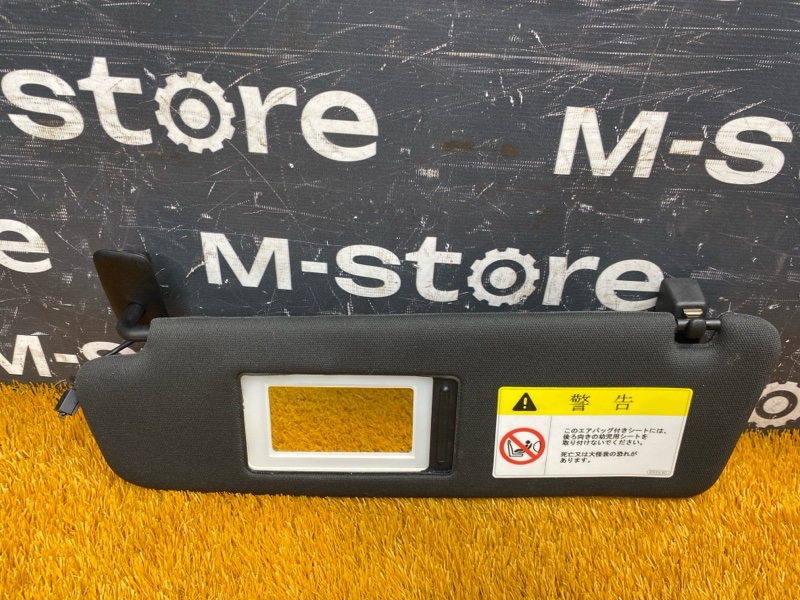 store
M-store
M-s
re
M-store
M-s
警告
このエアバッグ付きシートには、
後ろ向きの幼児用シートを
取り付けないでください。
死亡又は大怪我の恐れが
あります。